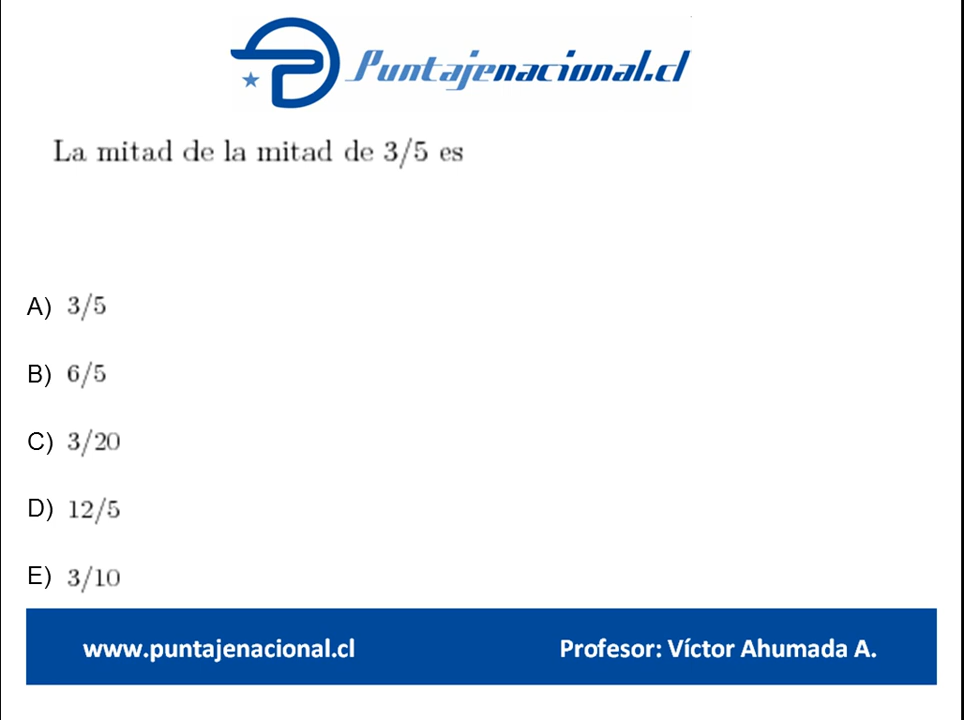 Puntajenacional.cl
La mitad de la mitad de 3/5 es
A) 3/5
B) 6/5
C) 3/20
D) 12/5
E) 3/10
www.puntajenacional.cl Profesor: Víctor Ahumada A.